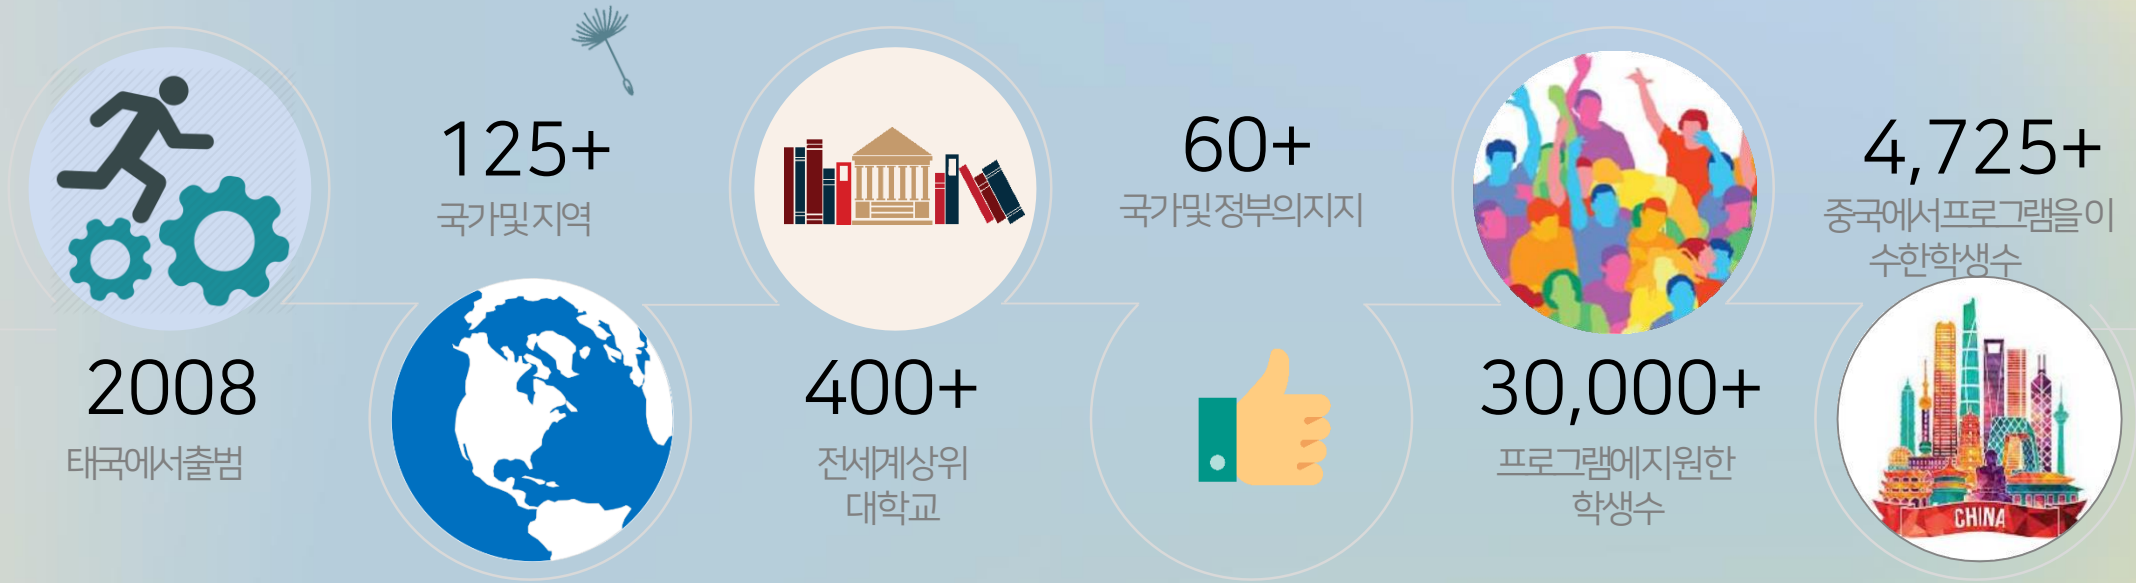 2008
태국에서출범
125+
국가및지역
400+
전세계상위
대학교
60+
국가및정부의지지
30,000+
프로그램에지원한
학생수
4,725+
중국에서프로그램을이
수한학생수
CHINA